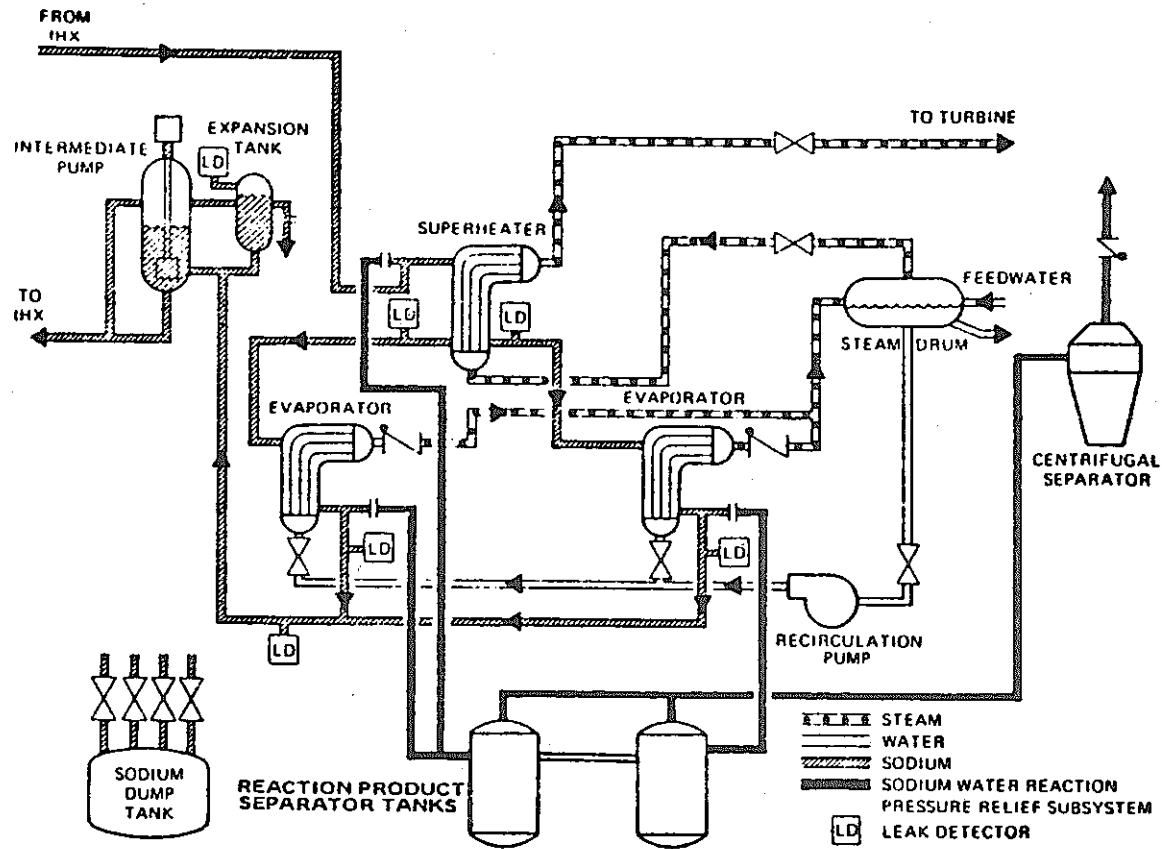 FROM
IHX
INTERMEDIATE
PUMP
EXPANSION
TANK
LD
TO
IHX
SUPERHEATER
TO TURBINE
LD
LD
FEEDWATER
STEAM DRUM
EVAPORATOR
EVAPORATOR
CENTRIFUGAL
SEPARATOR
LD
LD
LD
RECIRCULATION
PUMP
SODIUM
DUMP
TANK
REACTION PRODUCT
SEPARATOR TANKS
STEAM
WATER
SODIUM
SODIUM WATER REACTION
PRESSURE RELIEF SUBSYSTEM
LD LEAK DETECTOR